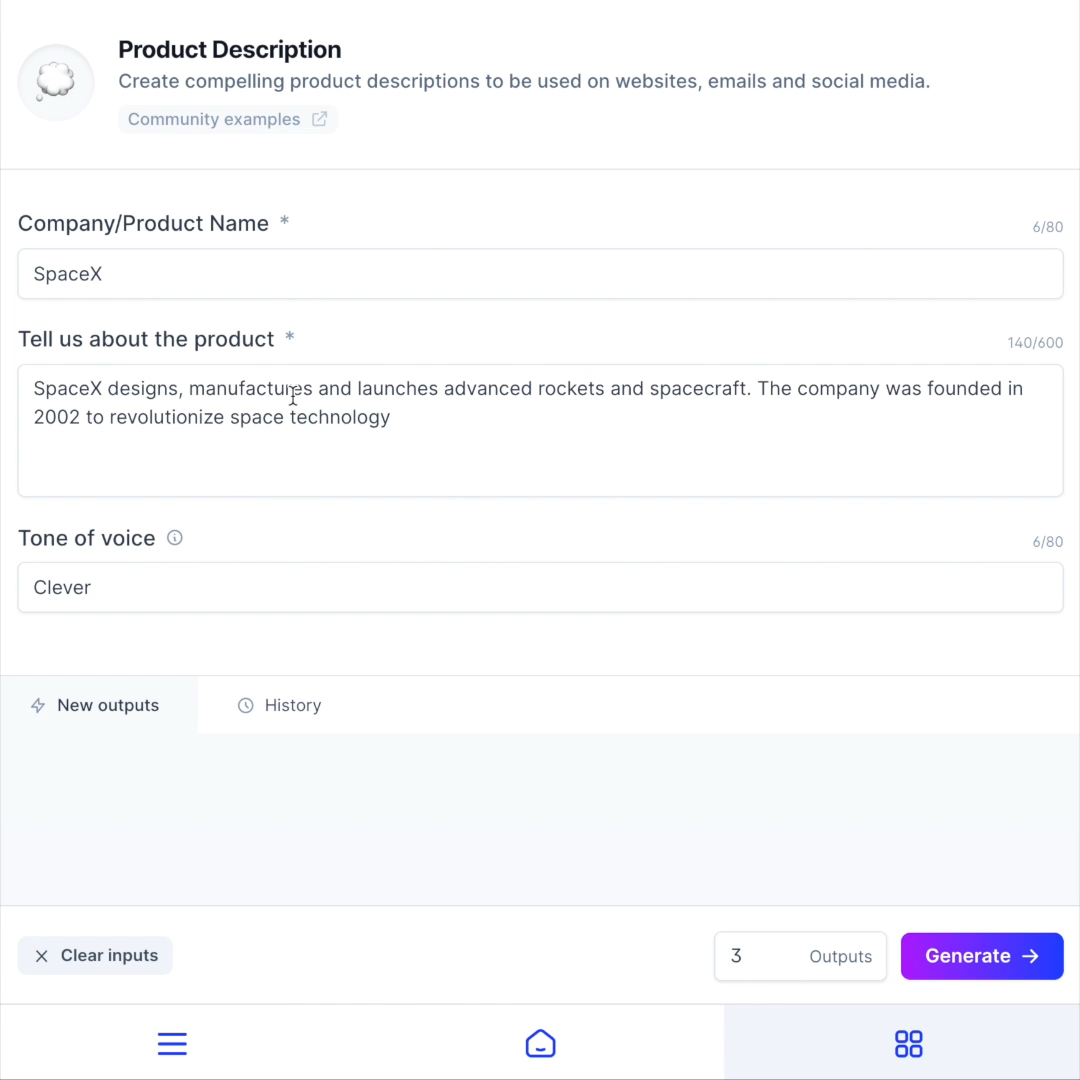 Product Description
Create compelling product descriptions to be used on websites, emails and social media.
Community examples
Company/Product Name *
6/80
SpaceX
Tell us about the product *
140/600
SpaceX designs, manufactures and launches advanced rockets and spacecraft. The company was founded in
2002 to revolutionize space technology
Tone of voice
6/80
Clever
New outputs
History
Clear inputs
3 Outputs
Generate →